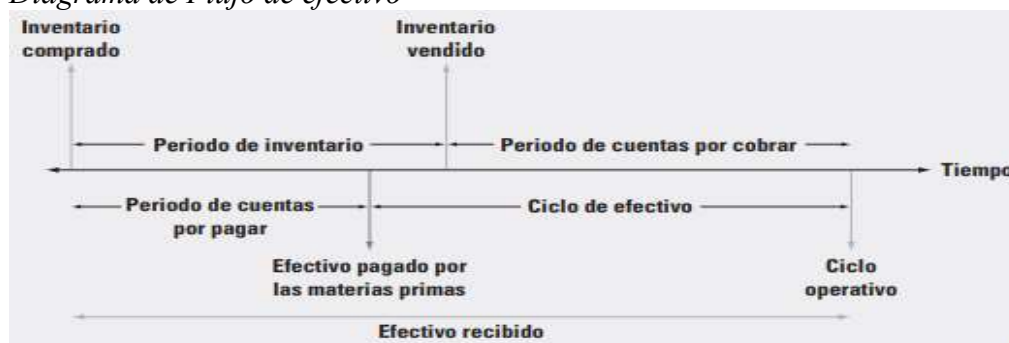 Diagrama de Flujo de efectivo
Inventario
comprado
Inventario
vendido
Periodo de inventario
Periodo de cuentas por cobrar
Tiempo
Periodo de cuentas
por pagar
Ciclo de efectivo
Efectivo pagado por
las materias primas
Ciclo
operativo
Efectivo recibido